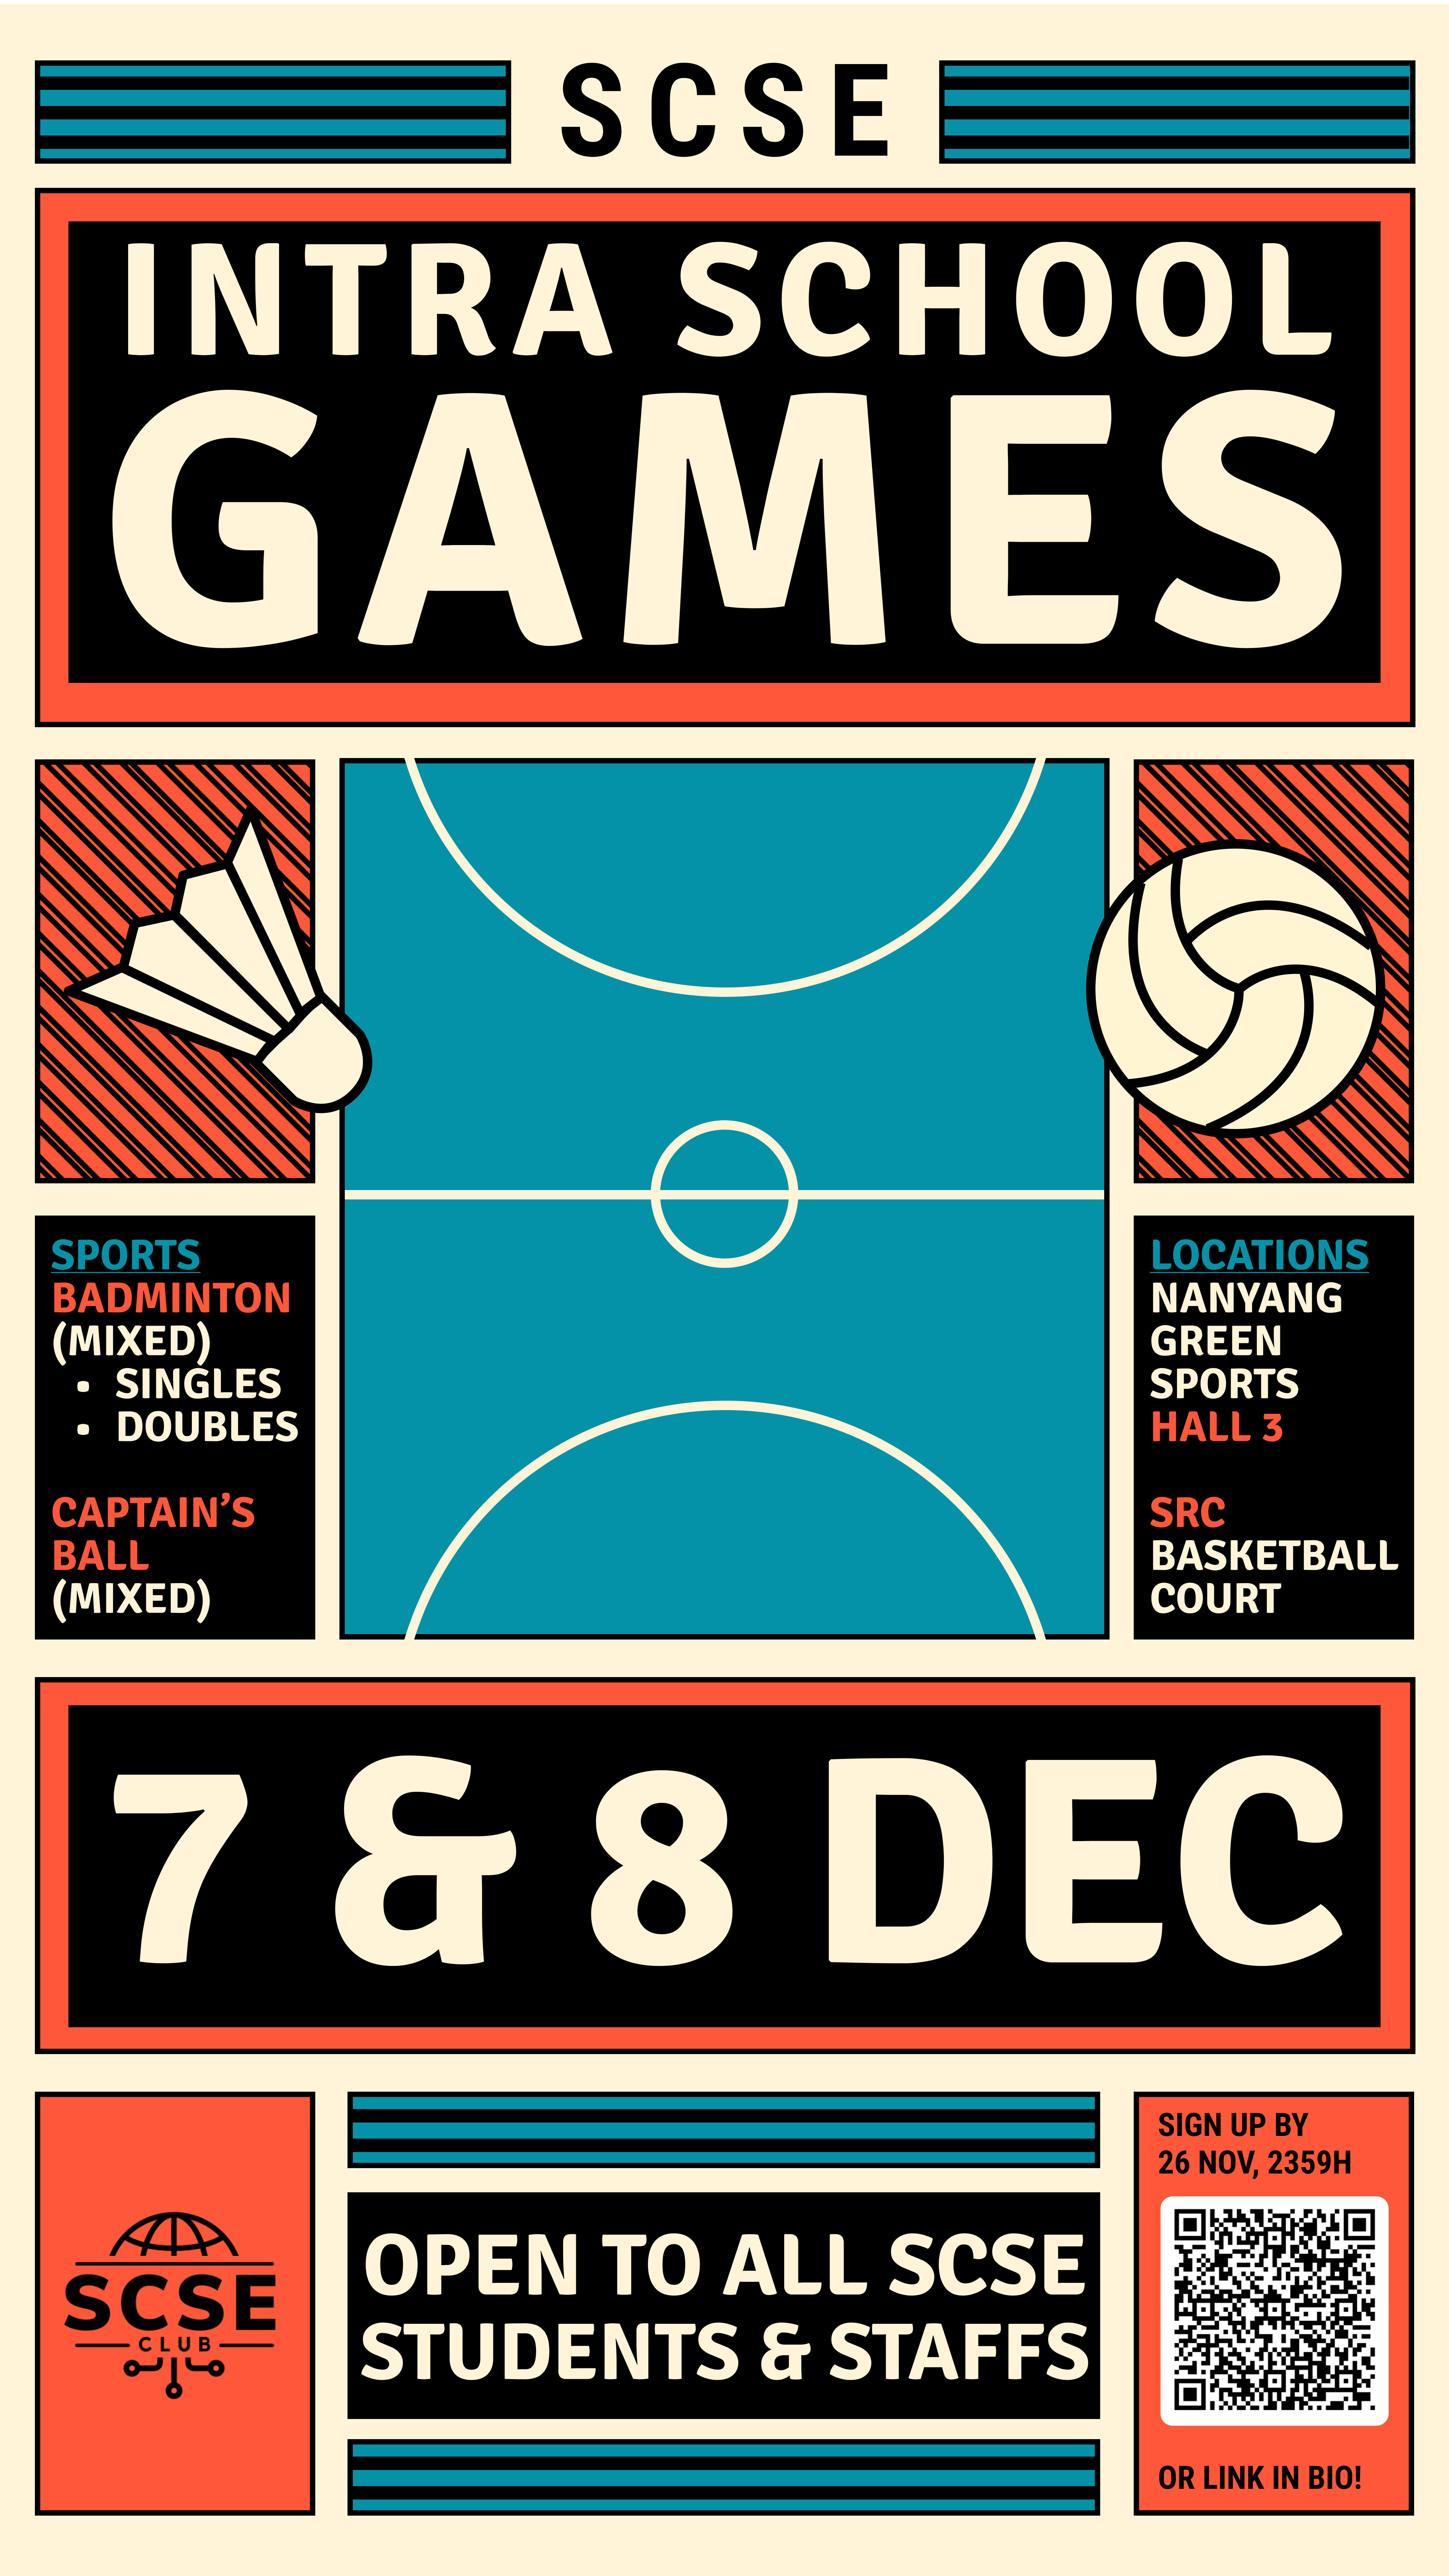 SCSE
INTRA SCHOOL
GAMES
SPORTS
BADMINTON
(MIXED)
• SINGLES
• DOUBLES
CAPTAIN’S
BALL
(MIXED)
LOCATIONS
NANYANG
GREEN
SPORTS
HALL 3
SRC
BASKETBALL
COURT
7 & 8 DEC
SCSE
CLUB
OPEN TO ALL SCSE
STUDENTS & STAFFS
SIGN UP BY
26 NOV, 2359H
OR LINK IN BIO!